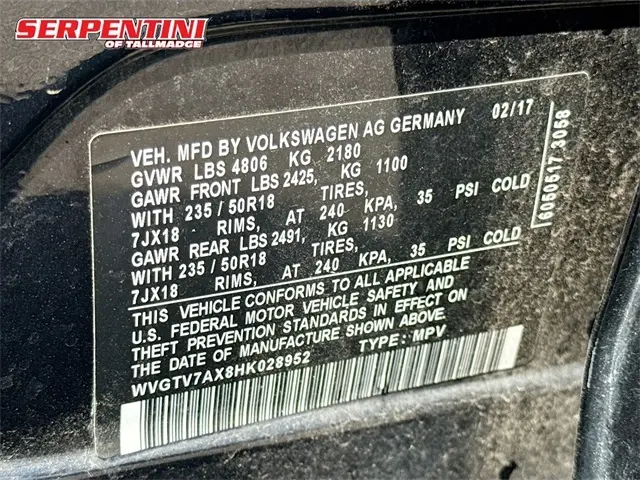 SERPENTINI
OF TALLMADGE
VEH. MFD BY VOLKSWAGEN AG GERMANY 02/17
GVWR LBS 4806 KG 2180
GAWR FRONT LBS 2425, KG 1100
WITH 235/50R18 TIRES,
7JX18 RIMS, AT 240 KPA, 35 PSI COLD
GAWR REAR LBS 2491, KG 1130
WITH 235/50R18 TIRES,
7JX18 RIMS, AT 240 KPA, 35 PSI COLD
THIS VEHICLE CONFORMS TO ALL APPLICABLE
U.S. FEDERAL MOTOR VEHICLE SAFETY AND
THEFT PREVENTION STANDARDS IN EFFECT ON
THE DATE OF MANUFACTURE SHOWN ABOVE.
WVGTV7AX8HK028952 TYPE: MPV
6050617 3058